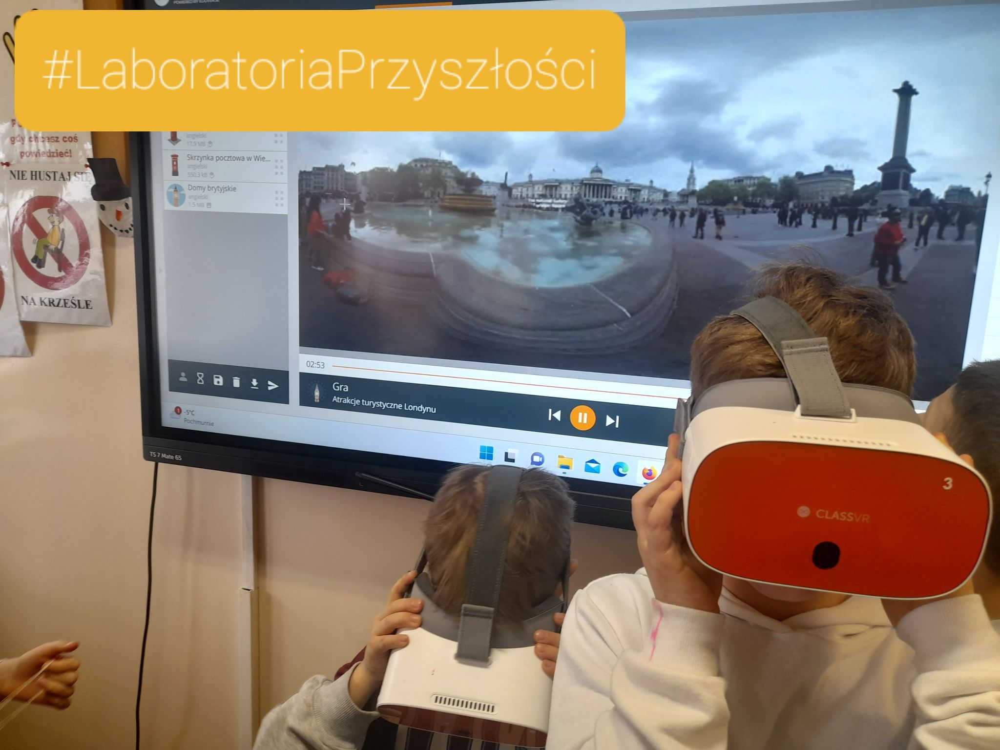 #LaboratoriaPrzyszłości
gdy chcesz coś
powiedzieć!
NIE HUSTAJ SIĘ
NA KRZEŚLE
angielski
17.9 MB
Skrzynka pocztowa w Wie...
angielski
550.3 kB
Domy brytyjskie
angielski
1.5 MB
02:53
Gra
Atrakcje turystyczne Londynu
1
-5°C
Pochmurnie
TS 7 Mate 65
3
CLASSVR